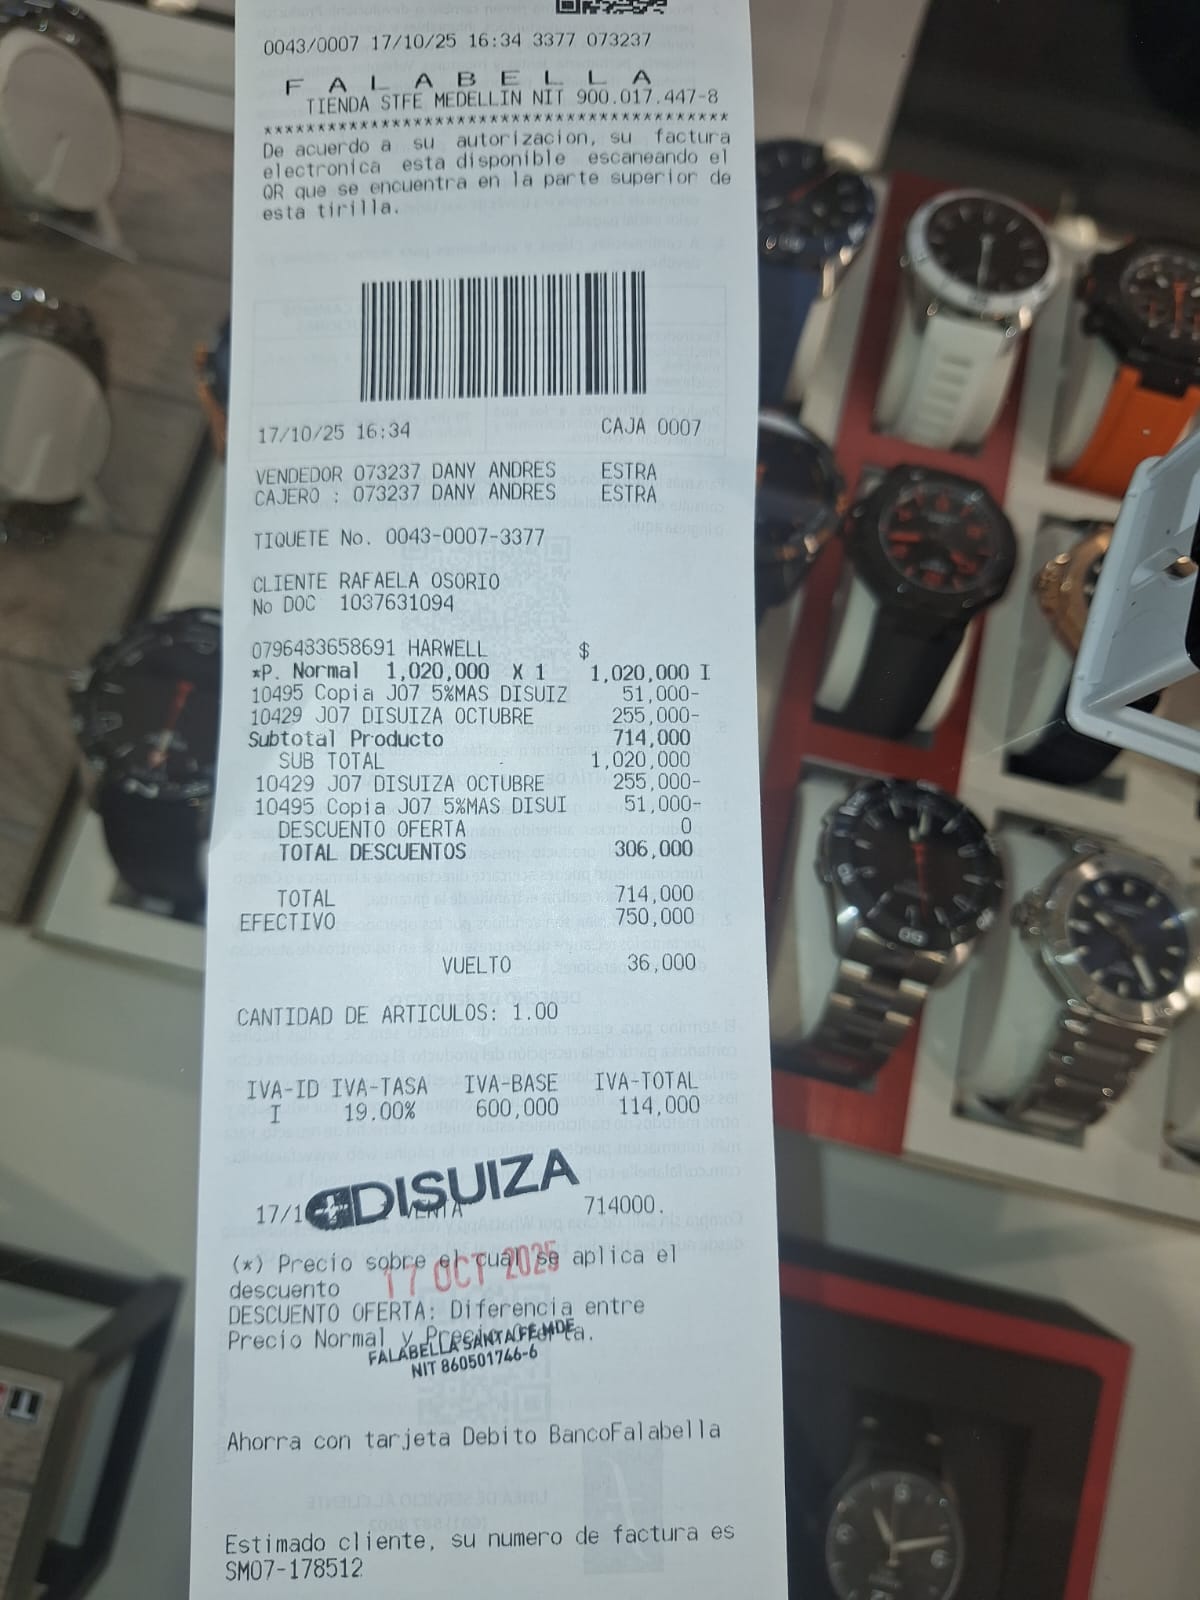 0043/0007 17/10/25 16:34 3377 073237
FALABELLA
TIENDA STFE MEDELLIN NIT 900.017.447-8
*******************************************
De acuerdo a su autorizacion, su factura
electronica esta disponible escaneando el
QR que se encuentra en la parte superior de
esta tirilla.
17/10/25 16:34 CAJA 0007
VENDEDOR 073237 DANY ANDRES ESTRA
CAJERO : 073237 DANY ANDRES ESTRA
TIQUETE No. 0043-0007-3377
CLIENTE RAFAELA OSORIO
No DOC 1037631094
0796483658691 HARWELL $
*P. Normal 1,020,000 X 1 1,020,000 I
10495 Copia J07 5%MAS DISUIZ 51,000-
10429 J07 DISUIZA OCTUBRE 255,000-
Subtotal Producto 714,000
SUB TOTAL 1,020,000
10429 J07 DISUIZA OCTUBRE 255,000-
10495 Copia J07 5%MAS DISUI 51,000-
DESCUENTO OFERTA 0
TOTAL DESCUENTOS 306,000
TOTAL 714,000
EFECTIVO 750,000
VUELTO 36,000
CANTIDAD DE ARTICULOS: 1.00
IVA-ID IVA-TASA IVA-BASE IVA-TOTAL
I 19.00% 600,000 114,000
DISUIZA
17/1 714000.
(*) Precio sobre el cual se aplica el
17 OCT 2025
descuento
DESCUENTO OFERTA: Diferencia entre
Precio Normal y
FALABELLA SANTA FE MDE
NIT 860501746-6
Ahorra con tarjeta Debito BancoFalabella
Estimado cliente, su numero de factura es
SM07-178512